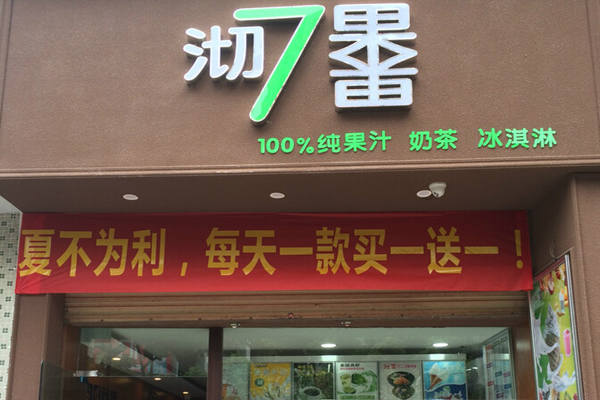 沏7番
100%纯果汁 奶茶 冰淇淋
夏不为利，每天一款买一送一！